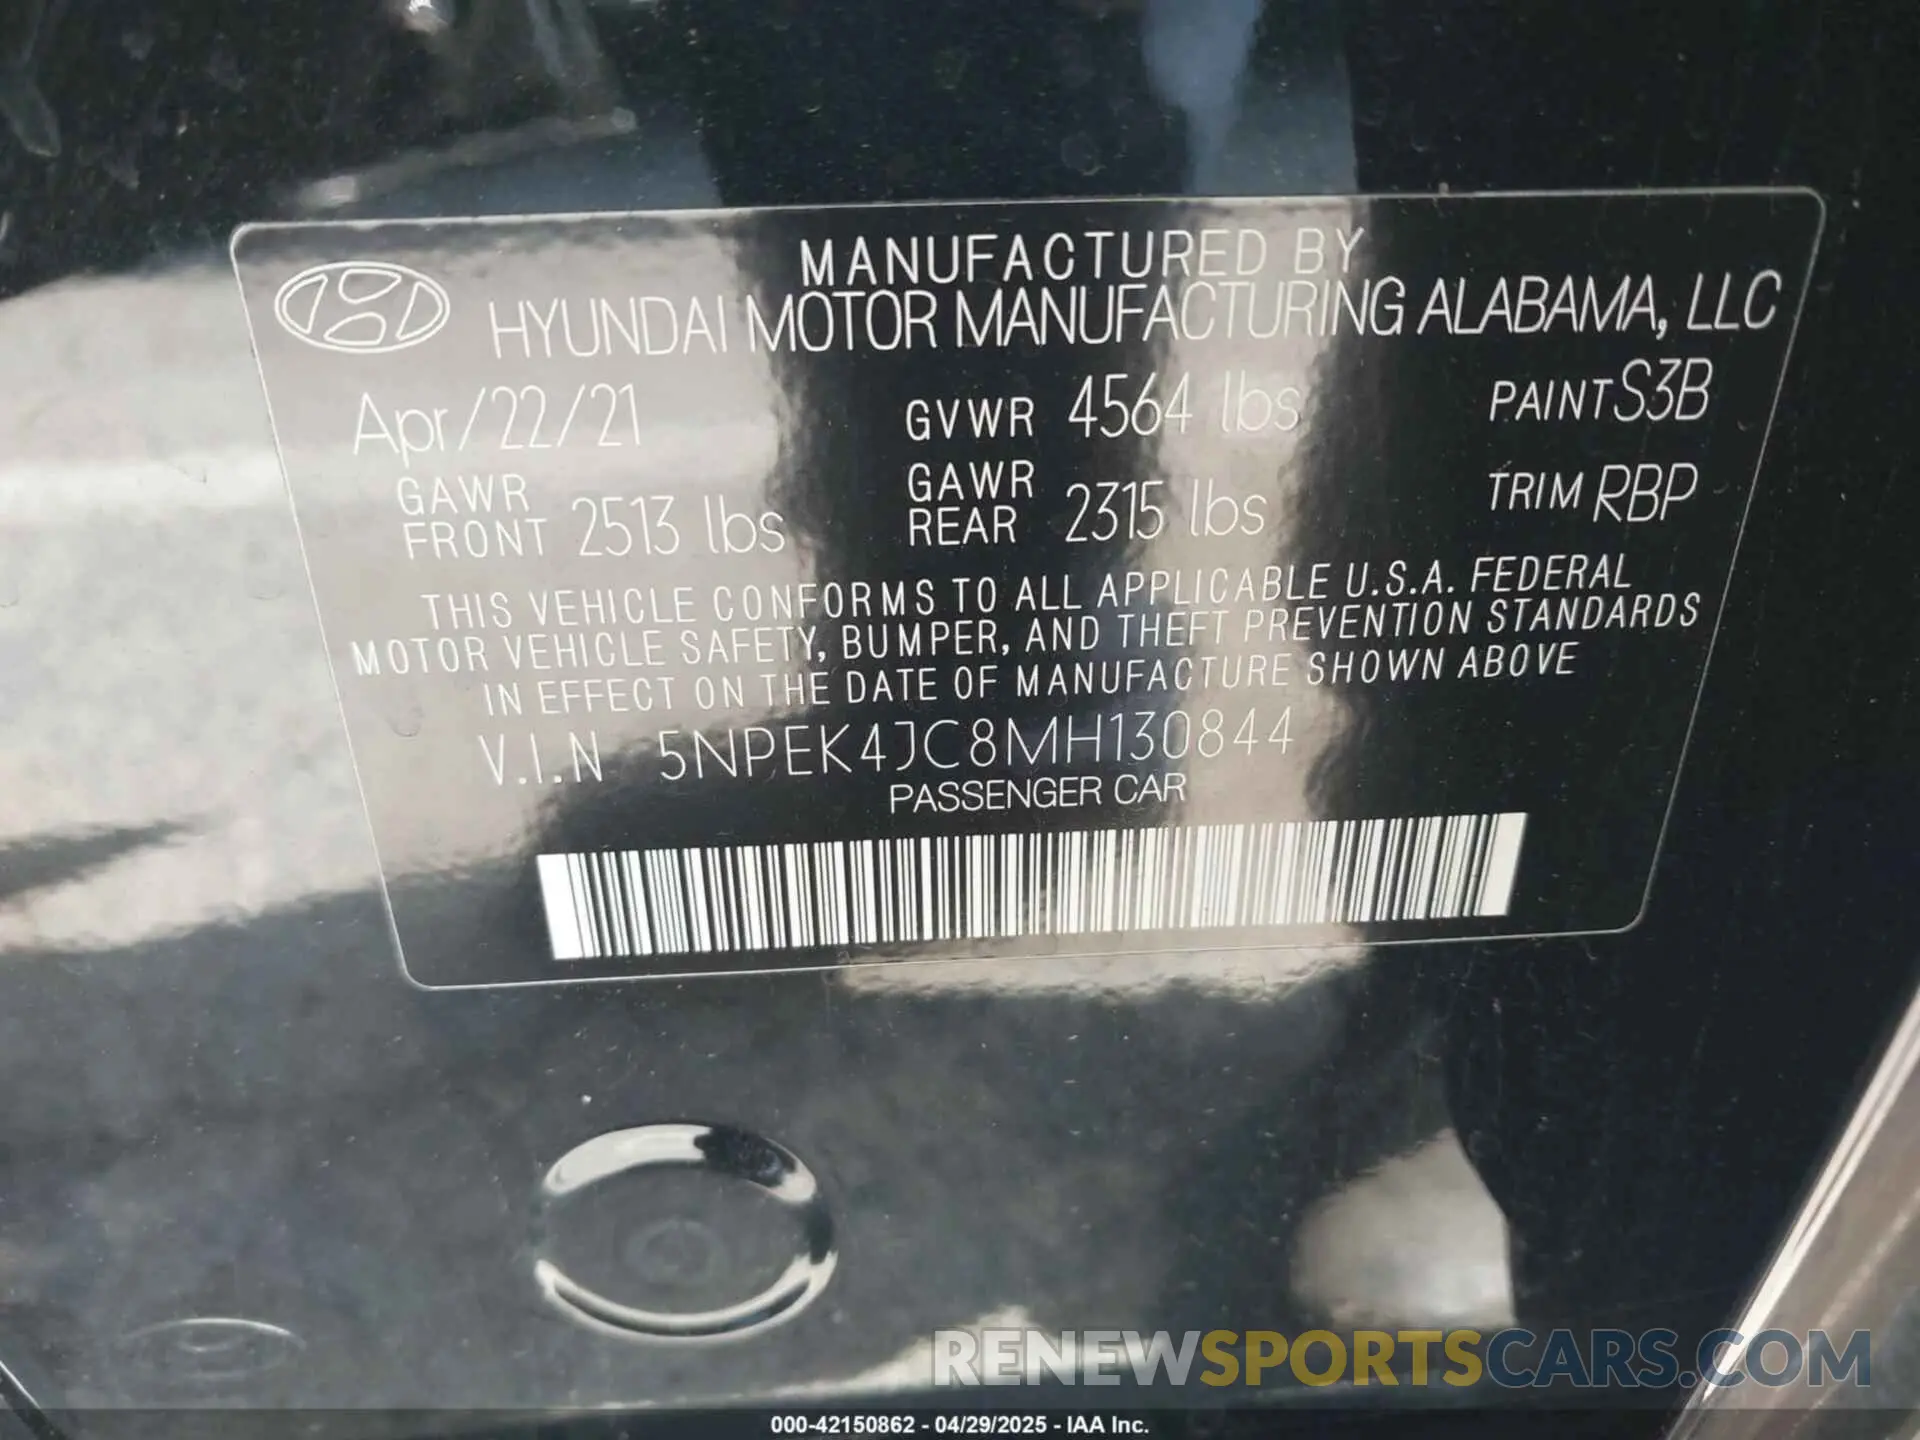 MANUFACTURED BY
HYUNDAI MOTOR MANUFACTURING ALABAMA, LLC
Apr/22/21 GVWR 4564 lbs PAINT S3B
GAWR FRONT 2513 lbs GAWR REAR 2315 lbs TRIM RBP
THIS VEHICLE CONFORMS TO ALL APPLICABLE U.S.A. FEDERAL
MOTOR VEHICLE SAFETY, BUMPER, AND THEFT PREVENTION STANDARDS
IN EFFECT ON THE DATE OF MANUFACTURE SHOWN ABOVE
V.I.N 5NPEK4JC8MH130844
PASSENGER CAR
RENEWSPORTSCARS.COM
000-42150862 - 04/29/2025 - IAA Inc.